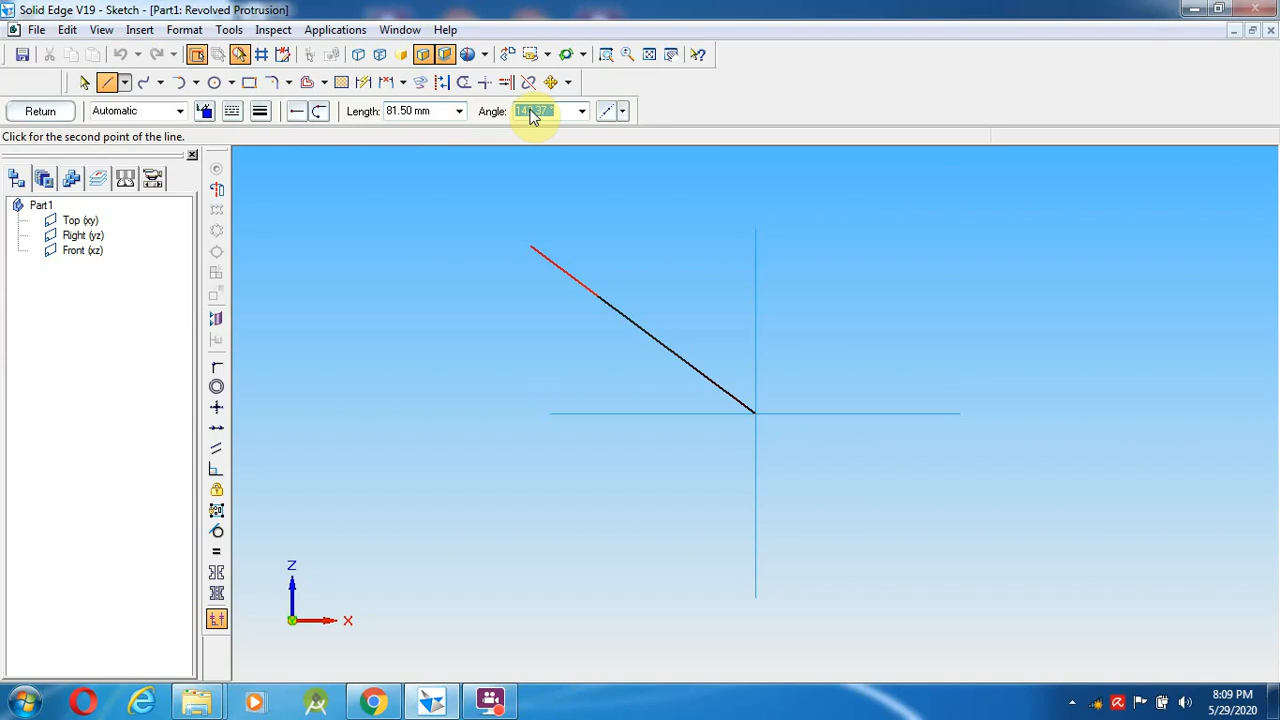 Solid Edge V19 - Sketch - [Part1: Revolved Protrusion]
File Edit View Insert Format Tools Inspect Applications Window Help
Return Automatic Length: 81.50 mm Angle:
Click for the second point of the line.
Part1
Top (xy)
Right (yz)
Front (xz)
Z
X
8:09 PM
5/29/2020